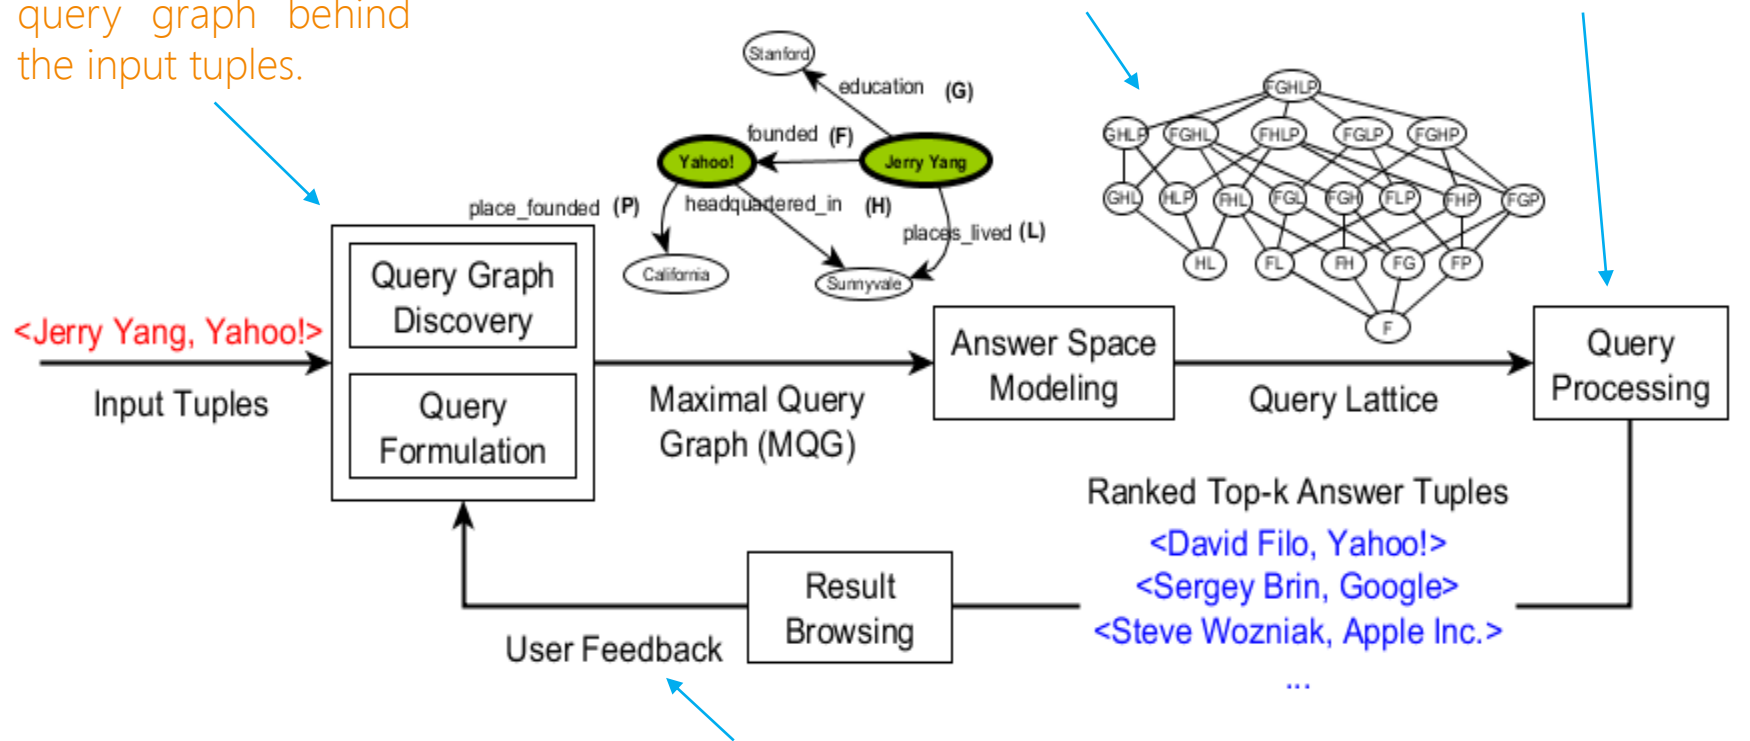 query graph behind
the input tuples.
Stanford
education (G)
founded (F)
Yahoo!
Jerry Yang
place_founded (P)
headquartered_in (H)
places_lived (L)
California
Sunnyvale
FGHLP
GHLP FGHL FHLP FGLP FGHP
GHL HLP FHL FGL FGH FLP FHP FGP
HL FL FH FG FP
F
<Jerry Yang, Yahoo!>
Input Tuples
Query Graph
Discovery
Query
Formulation
Maximal Query
Graph (MQG)
Answer Space
Modeling
Query Lattice
Query
Processing
Ranked Top-k Answer Tuples
<David Filo, Yahoo!>
<Sergey Brin, Google>
<Steve Wozniak, Apple Inc.>
...
Result
Browsing
User Feedback